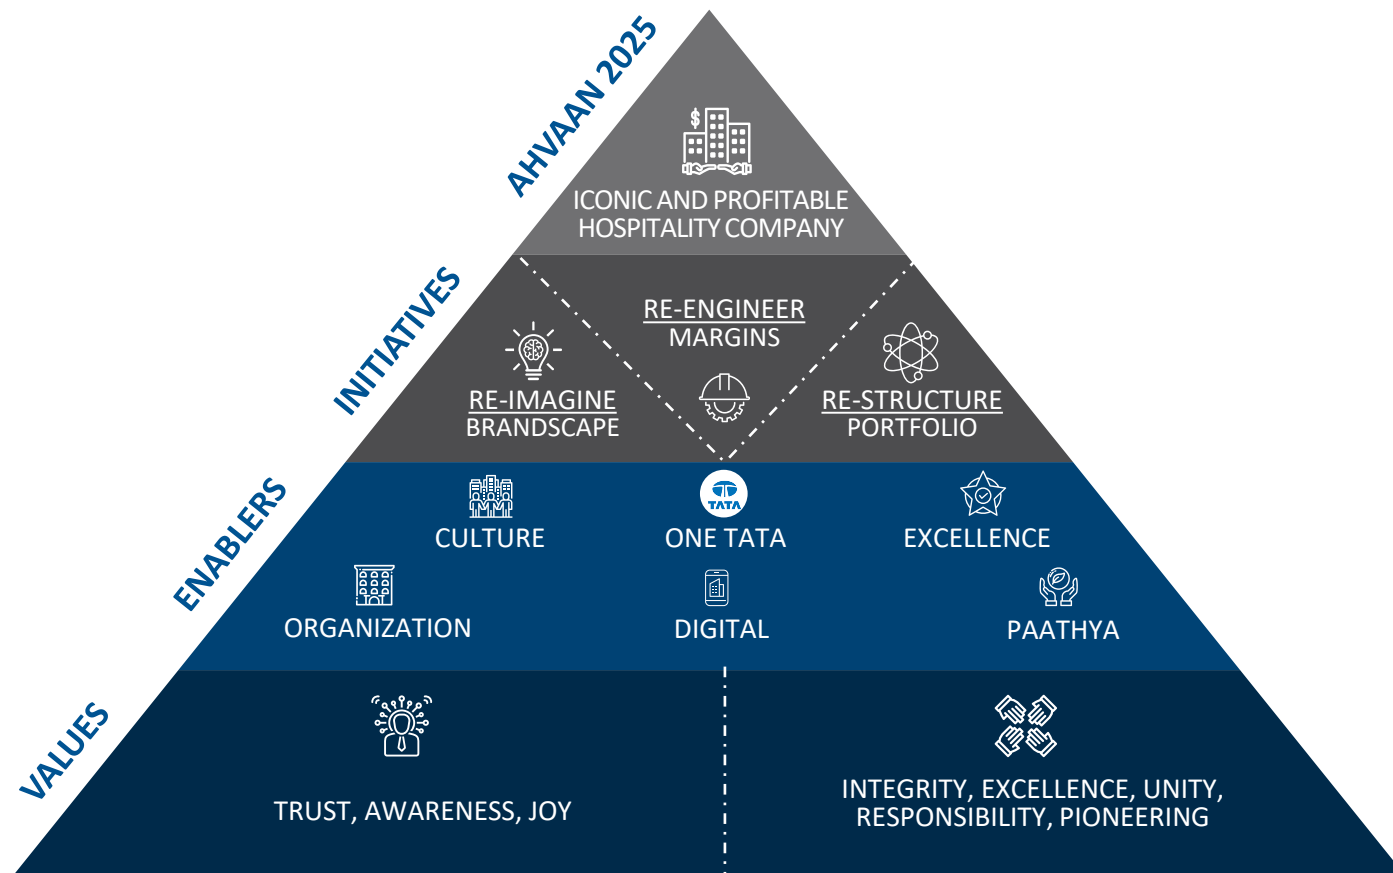 AHVAAN 2025
$
ICONIC AND PROFITABLE
HOSPITALITY COMPANY
INITIATIVES
RE-ENGINEER
MARGINS
RE-IMAGINE
BRANDSCAPE
RE-STRUCTURE
PORTFOLIO
ENABLERS
CULTURE
TATA
ONE TATA
EXCELLENCE
ORGANIZATION
DIGITAL
PAATHYA
VALUES
TRUST, AWARENESS, JOY
INTEGRITY, EXCELLENCE, UNITY,
RESPONSIBILITY, PIONEERING